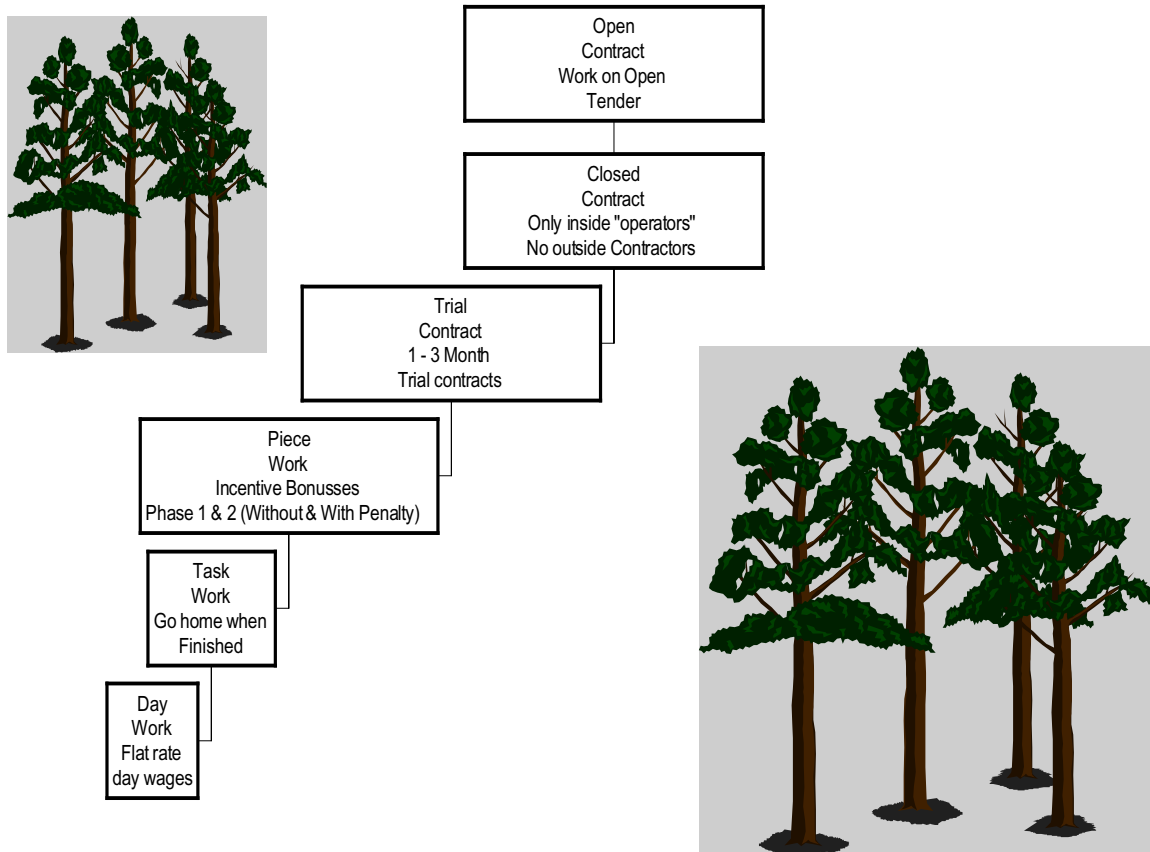 Open
Contract
Work on Open
Tender
Closed
Contract
Only inside "operators"
No outside Contractors
Trial
Contract
1 - 3 Month
Trial contracts
Piece
Work
Incentive Bonusses
Phase 1 & 2 (Without & With Penalty)
Task
Work
Go home when
Finished
Day
Work
Flat rate
day wages